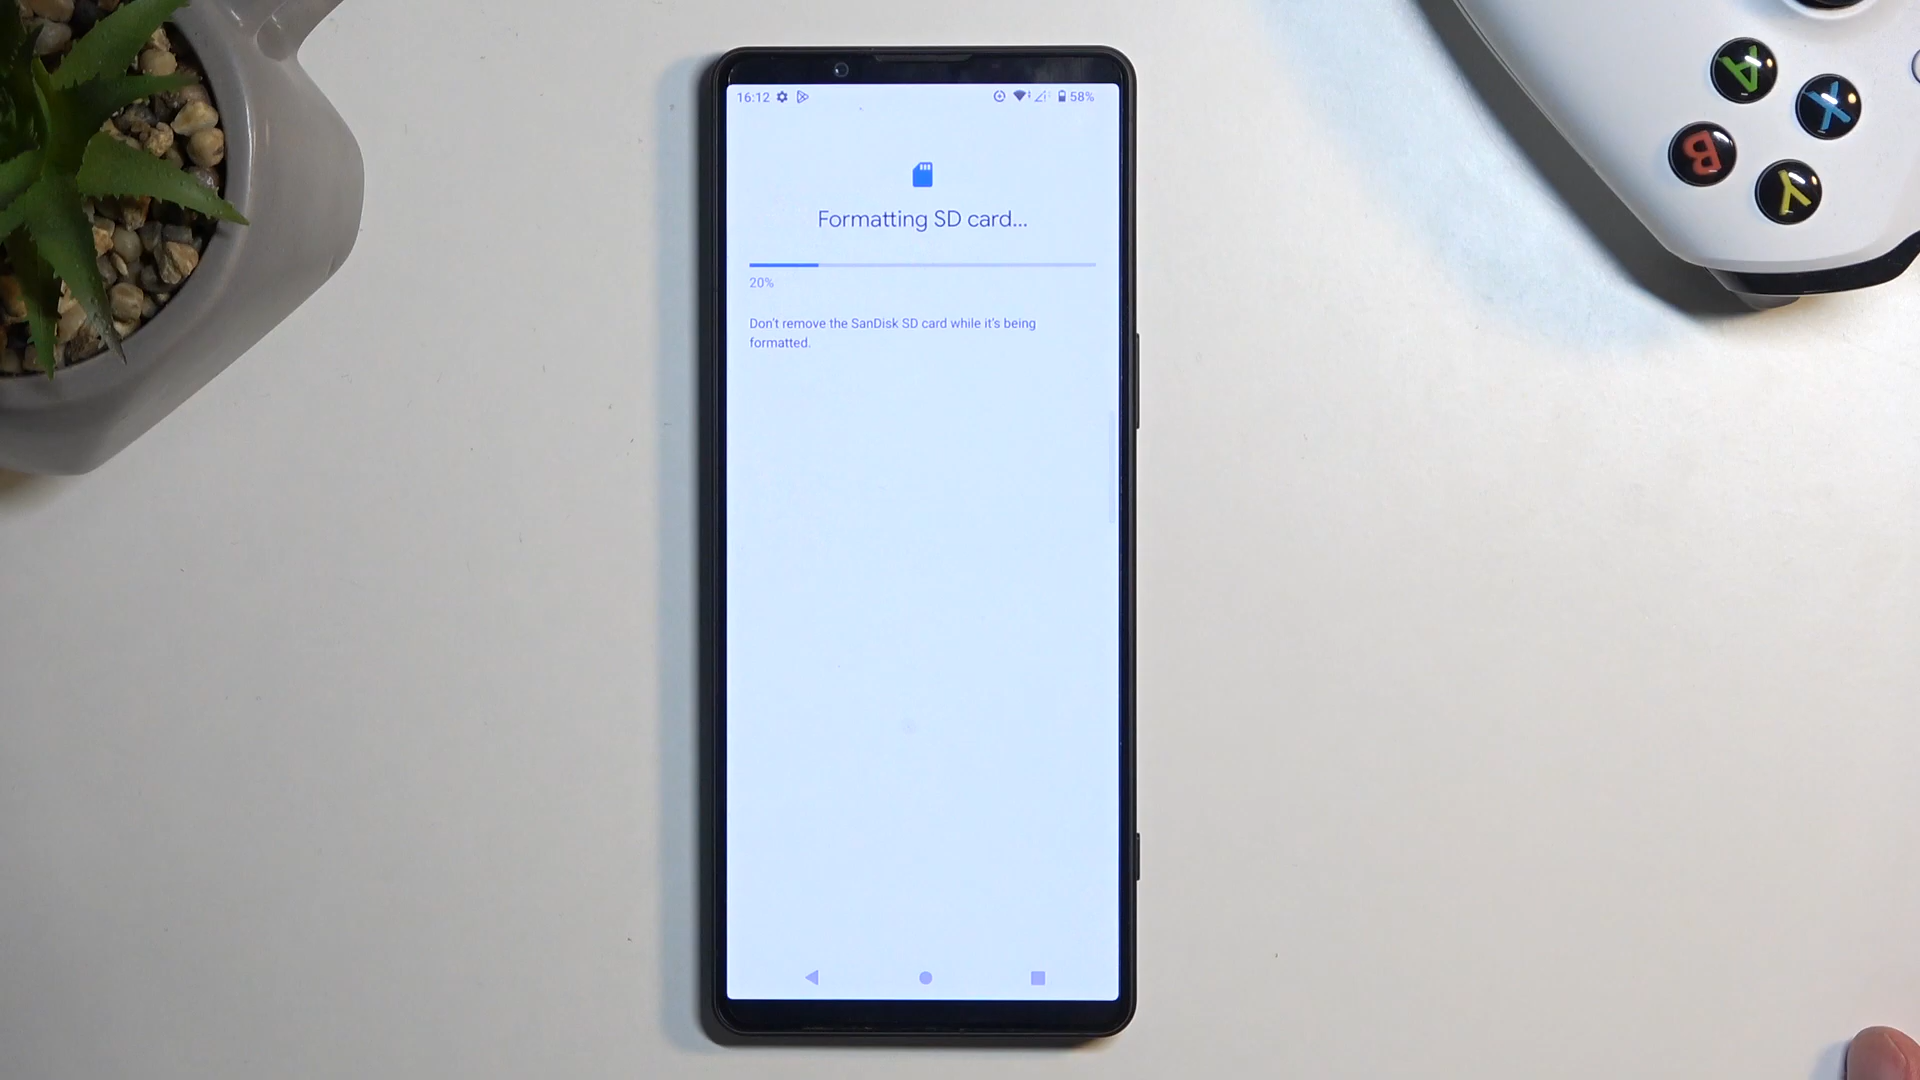 16:12 58%
Formatting SD card...
20%
Don't remove the SanDisk SD card while it's being
formatted.
A
X
B
Y